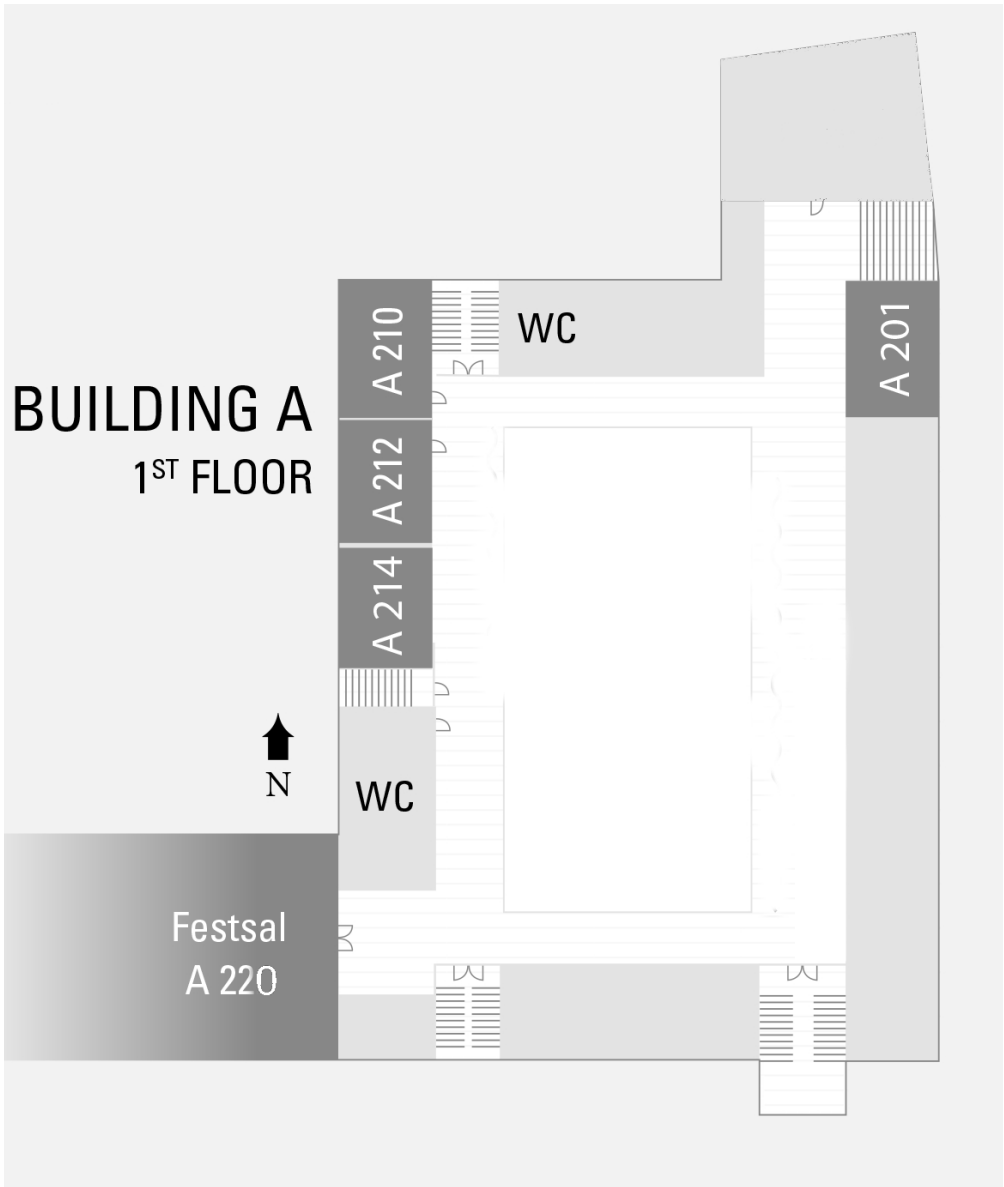 WC
A 210
A 201
BUILDING A
1ST FLOOR
A 212
A 214
N
WC
Festsal
A 220